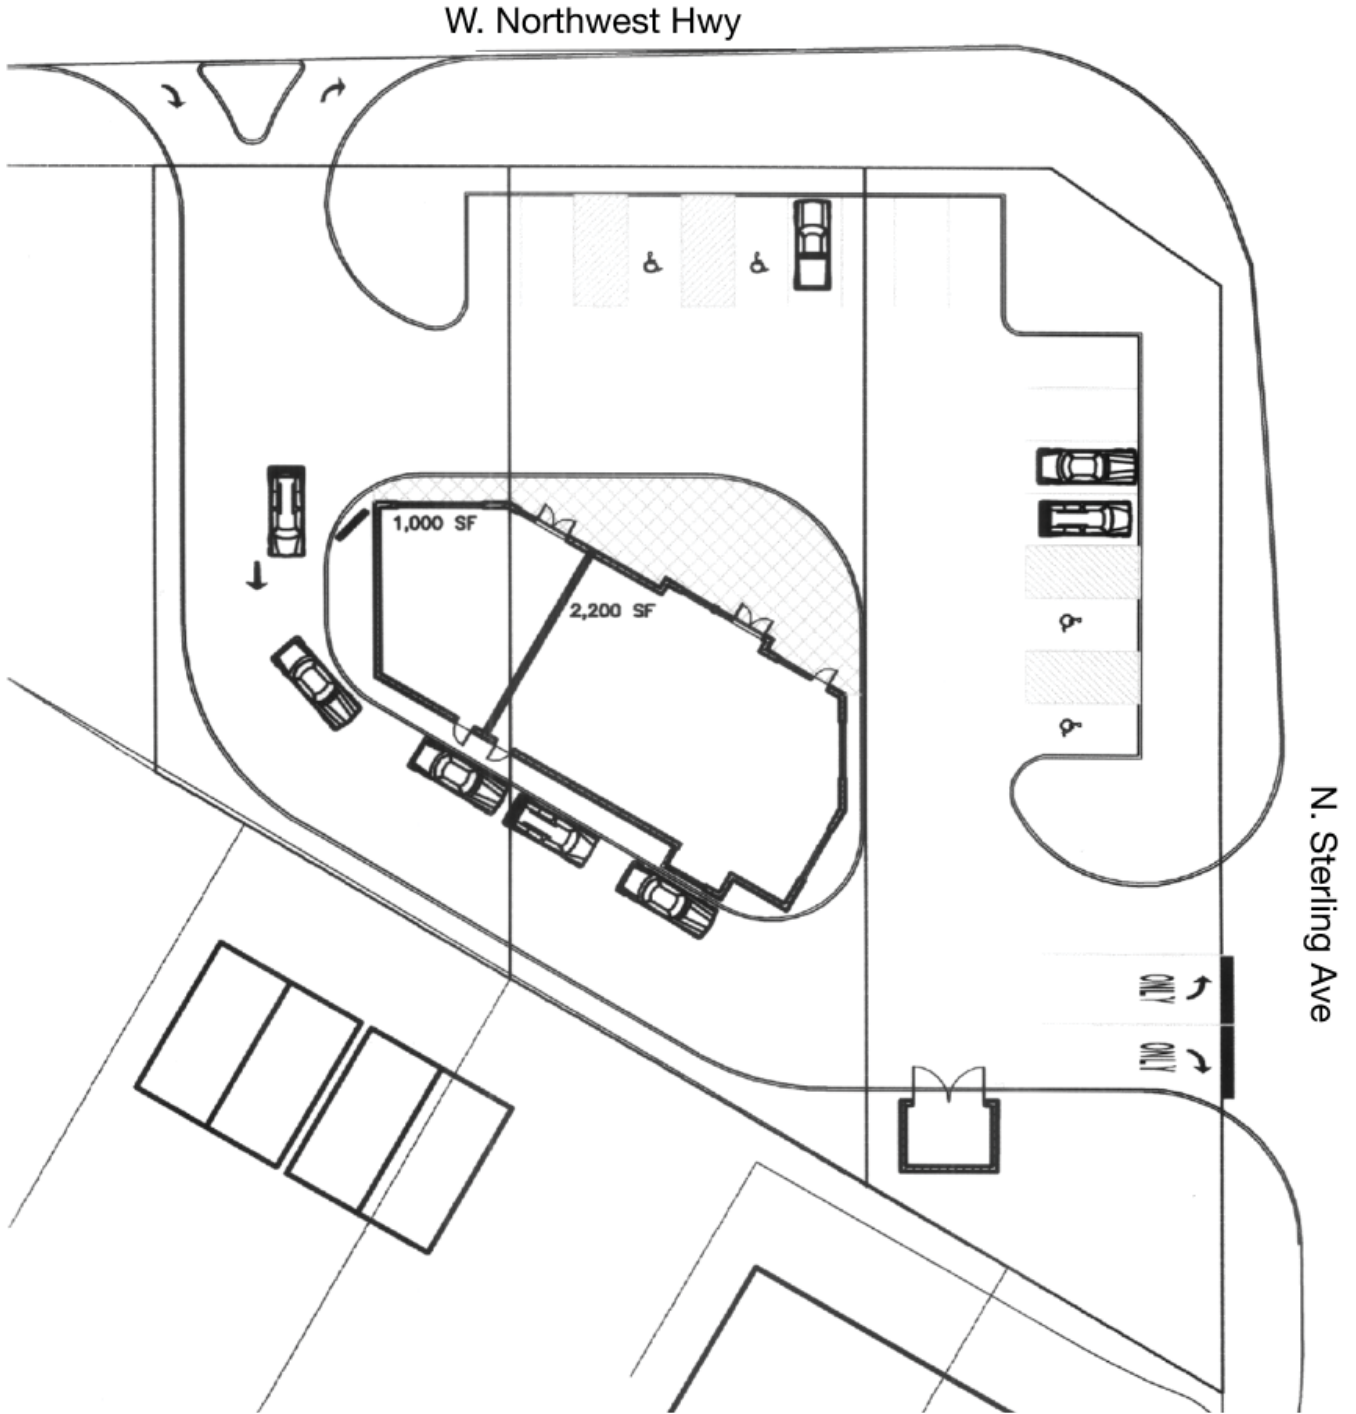 W. Northwest Hwy
1,000 SF
2,200 SF
N. Sterling Ave
ONLY
ONLY